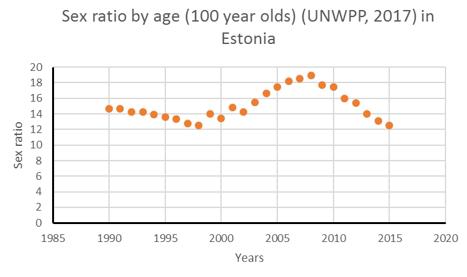 Sex ratio by age (100 year olds) (UNWPP, 2017) in
Estonia
20
18
16
14
12
10
8
6
4
2
0
Sex ratio
1985 1990 1995 2000 2005 2010 2015 2020
Years